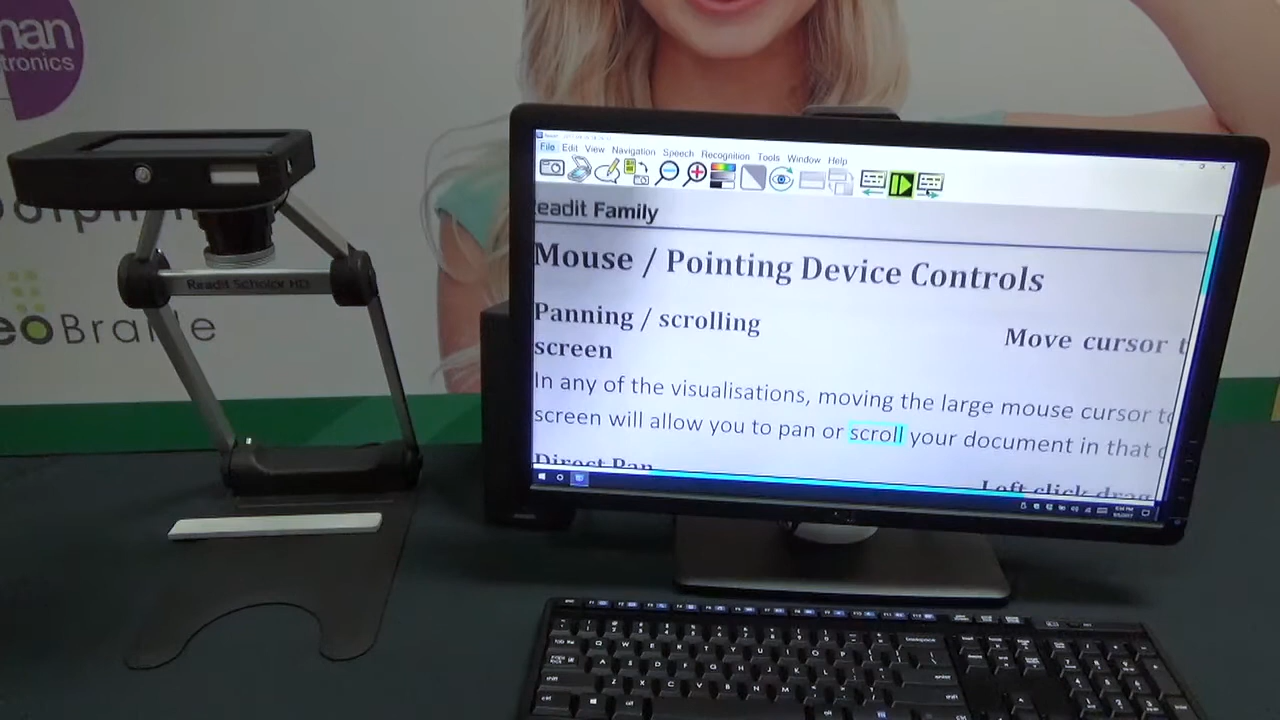 man
tronics
Readit Scholar HD
eoBraille
File Edit View Navigation Speech Recognition Tools Window Help
eadit Family
Mouse / Pointing Device Controls
Panning / scrolling
screen
Move cursor t
In any of the visualisations, moving the large mouse cursor to
screen will allow you to pan or scroll your document in that
Direct Pan
Left click drag